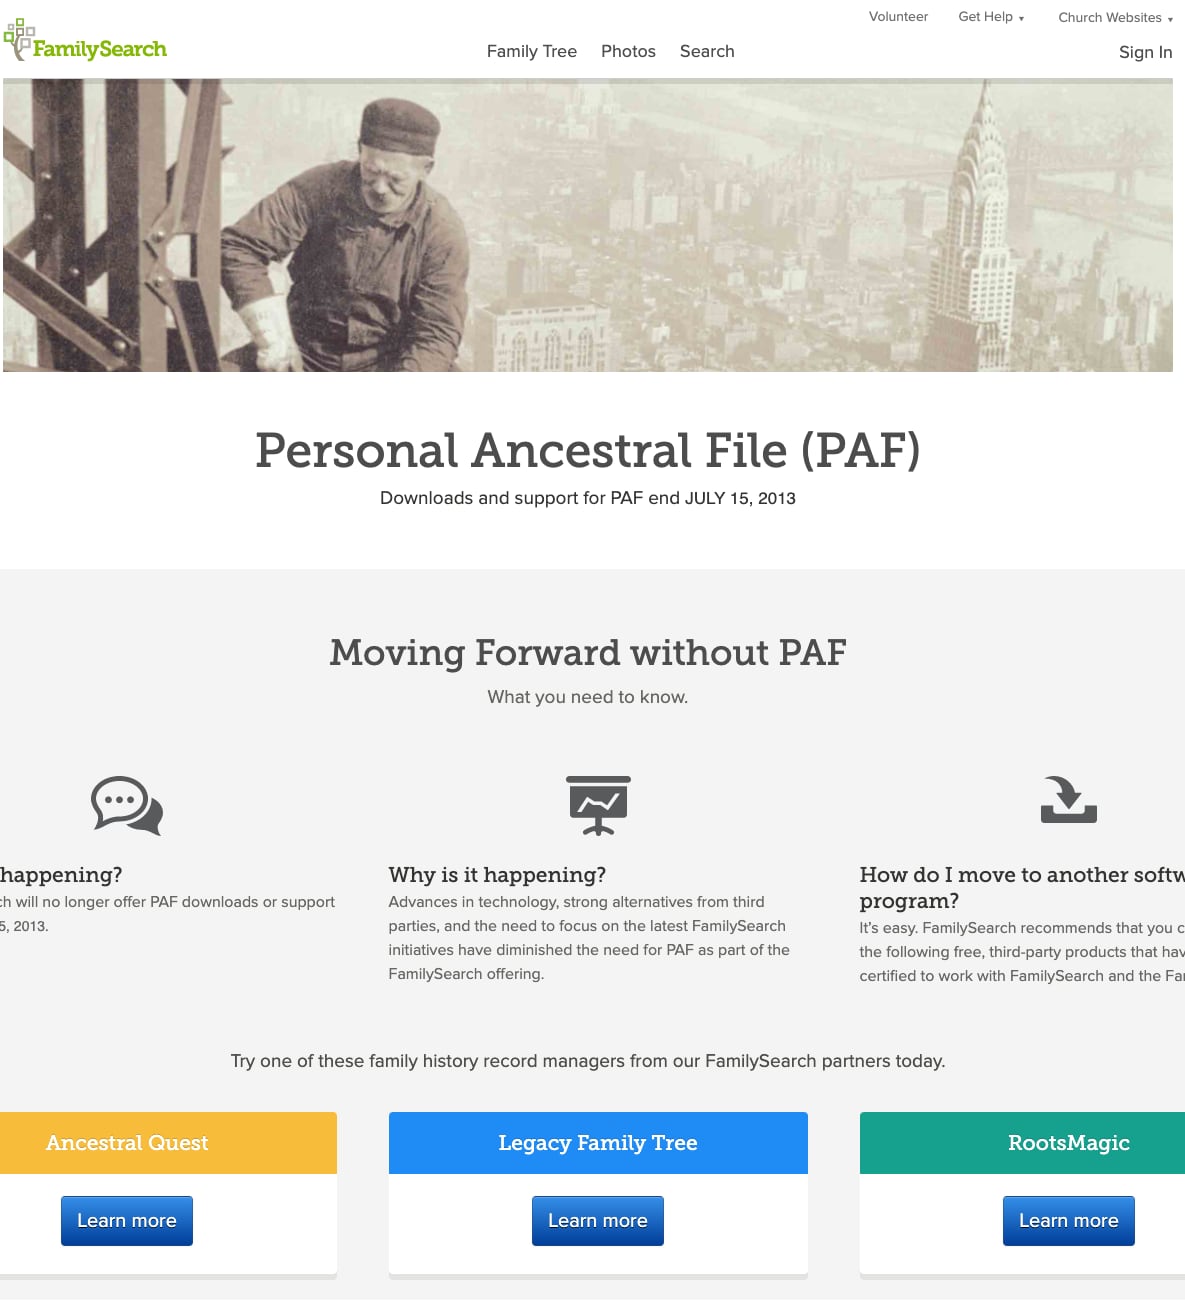 Volunteer
Get Help
Church Websites
FamilySearch
Family Tree
Photos
Search
Sign In
Personal Ancestral File (PAF)
Downloads and support for PAF end JULY 15, 2013
Moving Forward without PAF
What you need to know.
happening?
ch will no longer offer PAF downloads or support
5, 2013.
Why is it happening?
Advances in technology, strong alternatives from third
parties, and the need to focus on the latest FamilySearch
initiatives have diminished the need for PAF as part of the
FamilySearch offering.
How do I move to another softw
program?
It's easy. FamilySearch recommends that you c
the following free, third-party products that hav
certified to work with FamilySearch and the Fa
Try one of these family history record managers from our FamilySearch partners today.
Ancestral Quest
Learn more
Legacy Family Tree
Learn more
RootsMagic
Learn more